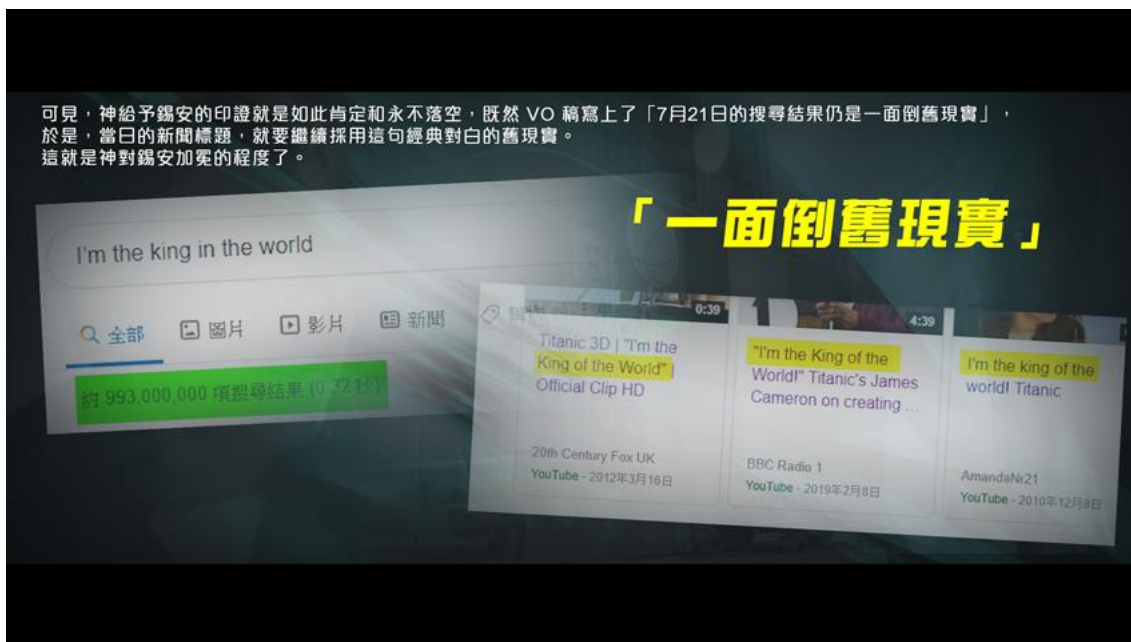 可見，神給予錫安的印證就是如此肯定和永不落空，既然 VO 稿寫上了「7月21日的搜尋結果仍是一面倒舊現實」，
於是，當日的新聞標題，就要繼續採用這句經典對白的舊現實。
這就是神對錫安加冕的程度了。
「一面倒舊現實」
I'm the king in the world
全部
圖片
影片
新聞
約 993,000,000 項搜尋結果 (0.32 秒)
0:39
Titanic 3D | "I'm the
King of the World" |
Official Clip HD
20th Century Fox UK
YouTube - 2012年3月16日
4:39
"I'm the King of the
World!" Titanic's James
Cameron on creating ...
BBC Radio 1
YouTube - 2019年2月8日
I'm the king of the
world! Titanic
AmandaNr21
YouTube - 2010年12月8日